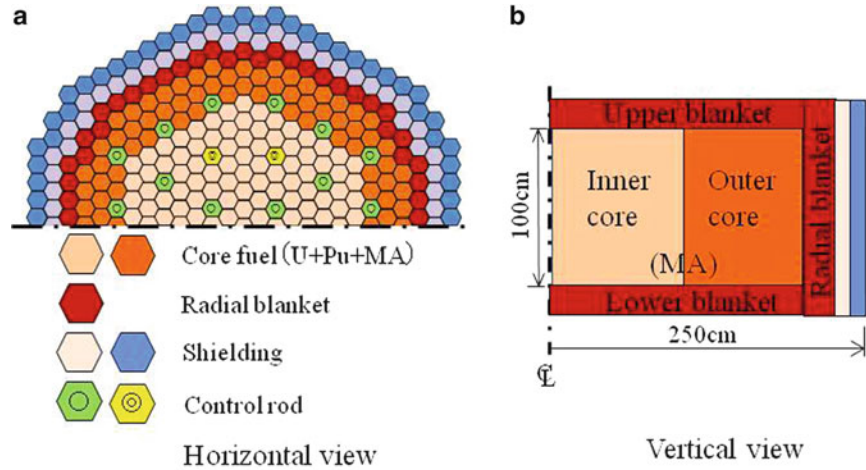 a
Core fuel (U+Pu+MA)
Radial blanket
Shielding
Control rod
Horizontal view
b
Upper blanket
Inner core
Outer core
(MA)
Lower blanket
Radial blanket
100cm
250cm
℄
Vertical view